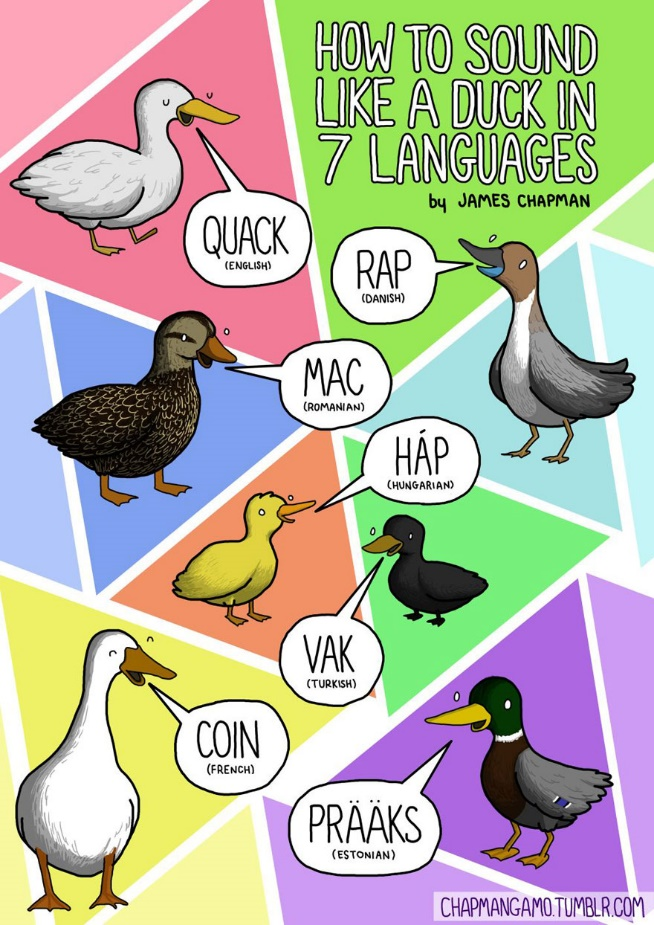 HOW TO SOUND
LIKE A DUCK IN
7 LANGUAGES
by JAMES CHAPMAN
QUACK
(ENGLISH)
RAP
(DANISH)
MAC
(ROMANIAN)
HÁP
(HUNGARIAN)
VAK
(TURKISH)
COIN
(FRENCH)
PRÄÄKS
(ESTONIAN)
CHAPMANGAMO.TUMBLR.COM